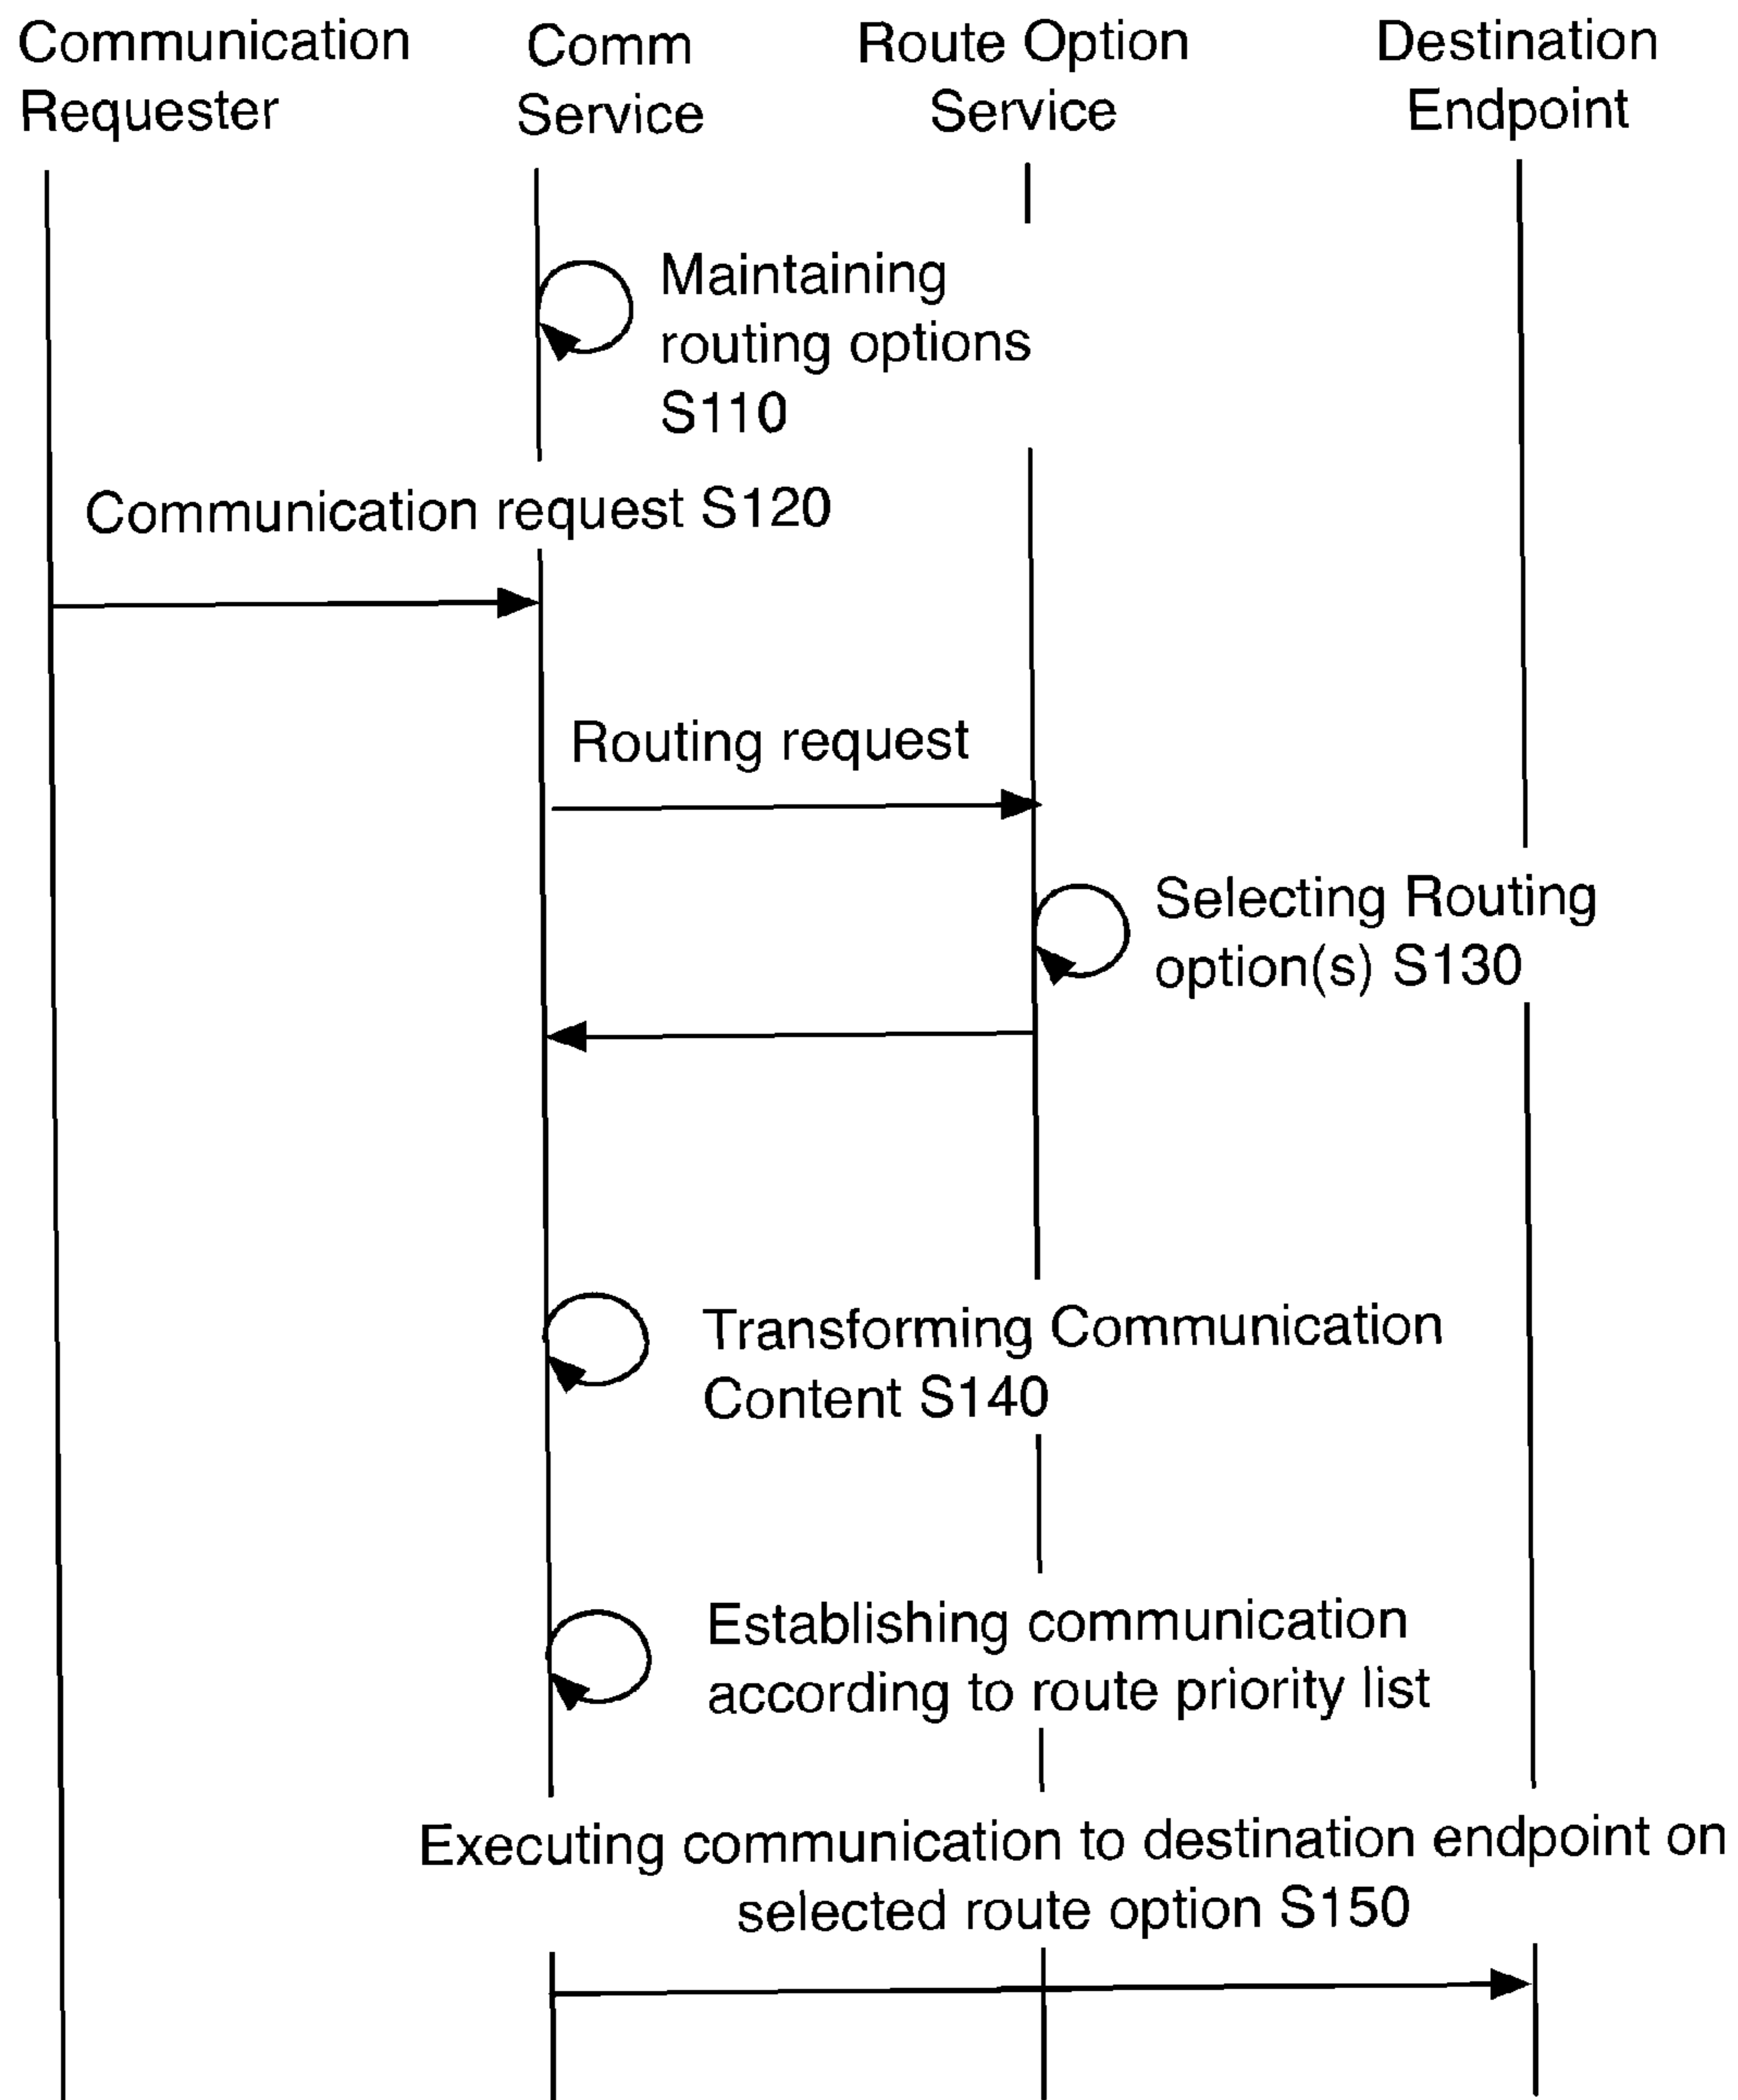 Communication
Requester
Comm
Service
Route Option
Service
Destination
Endpoint
Maintaining
routing options
S110
Communication request S120
Routing request
Selecting Routing
option(s) S130
Transforming Communication
Content S140
Establishing communication
according to route priority list
Executing communication to destination endpoint on
selected route option S150